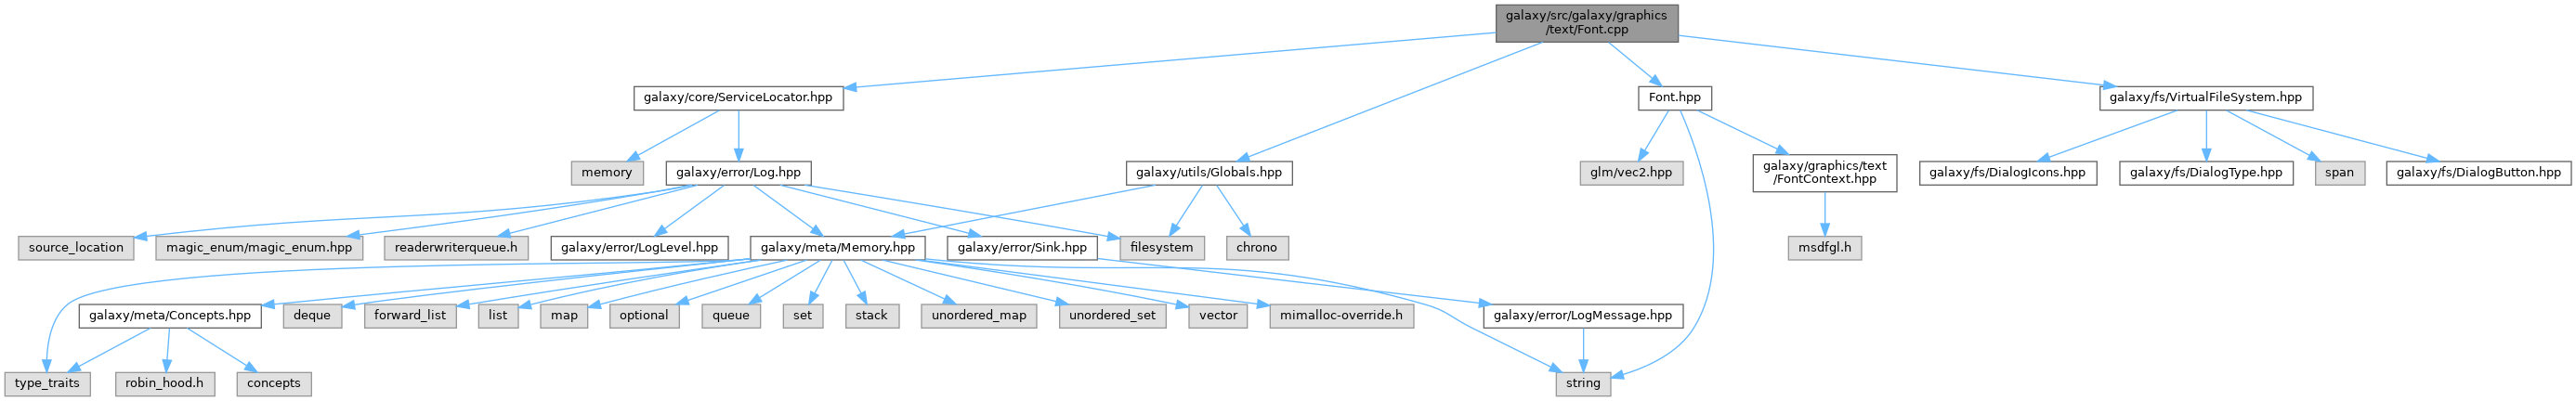 galaxy/src/galaxy/graphics
/text/Font.cpp
galaxy/core/ServiceLocator.hpp
Font.hpp
galaxy/fs/VirtualFileSystem.hpp
memory
galaxy/error/Log.hpp
galaxy/utils/Globals.hpp
glm/vec2.hpp
galaxy/graphics/text
/FontContext.hpp
galaxy/fs/DialogIcons.hpp
galaxy/fs/DialogType.hpp
span
galaxy/fs/DialogButton.hpp
source_location
magic_enum/magic_enum.hpp
readerwriterqueue.h
galaxy/error/LogLevel.hpp
galaxy/meta/Memory.hpp
galaxy/error/Sink.hpp
filesystem
chrono
msdfgl.h
galaxy/meta/Concepts.hpp
deque
forward_list
list
map
optional
queue
set
stack
unordered_map
unordered_set
vector
mimalloc-override.h
galaxy/error/LogMessage.hpp
type_traits
robin_hood.h
concepts
string